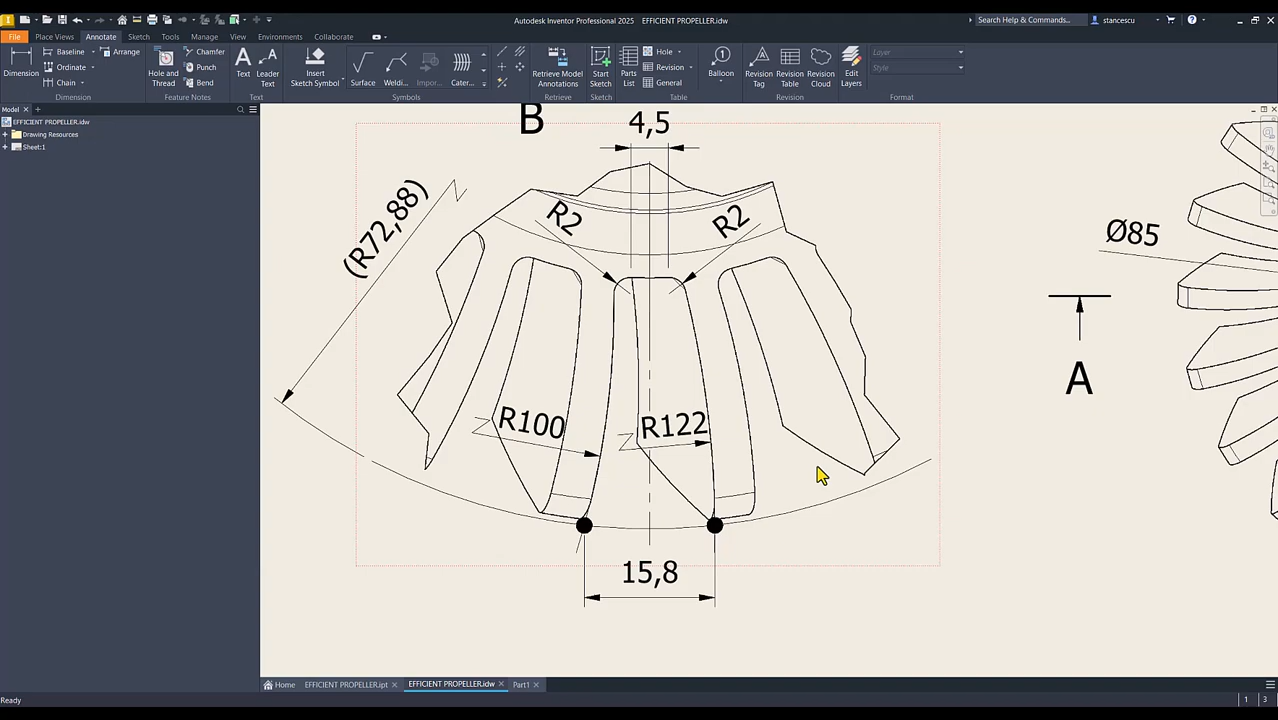 Autodesk Inventor Professional 2025 EFFICIENT PROPELLER.idw
Search Help & Commands...
stancescu
File Place Views Annotate Sketch Tools Manage View Environments Collaborate
Dimension
Baseline
Ordinate
Chain
Arrange
Dimension
Hole and Thread
Chamfer
Punch
Bend
Feature Notes
Text
Leader Text
Text
Insert Sketch Symbol
Surface
Weldi...
Impor...
Cater...
Symbols
Retrieve Model Annotations
Retrieve
Start Sketch
Sketch
Parts List
Hole
Revision
General
Table
Balloon
Revision Tag
Revision Table
Revision Cloud
Revision
Edit Layers
Layer
Style
Format
Model
EFFICIENT PROPELLER.idw
Drawing Resources
Sheet:1
B
4,5
(R72,88)
R2
R2
R100
R122
15,8
Ø85
A
Home EFFICIENT PROPELLER.ipt EFFICIENT PROPELLER.idw Part1
Ready
1 3